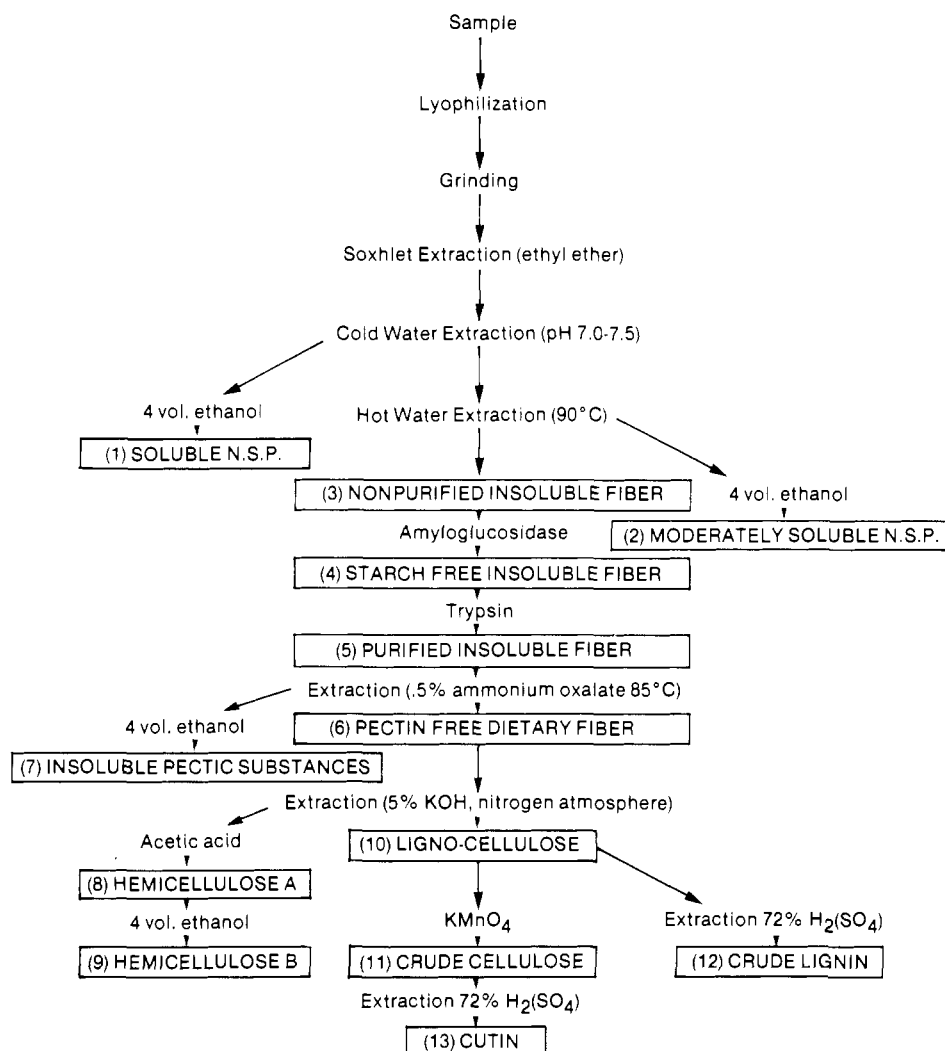 Sample
Lyophilization
Grinding
Soxhlet Extraction (ethyl ether)
Cold Water Extraction (pH 7.0-7.5)
4 vol. ethanol
Hot Water Extraction (90°C)
(1) SOLUBLE N.S.P.
(3) NONPURIFIED INSOLUBLE FIBER
4 vol. ethanol
Amyloglucosidase
(2) MODERATELY SOLUBLE N.S.P.
(4) STARCH FREE INSOLUBLE FIBER
Trypsin
(5) PURIFIED INSOLUBLE FIBER
Extraction (.5% ammonium oxalate 85°C)
4 vol. ethanol
(6) PECTIN FREE DIETARY FIBER
(7) INSOLUBLE PECTIC SUBSTANCES
Extraction (5% KOH, nitrogen atmosphere)
Acetic acid
(10) LIGNO-CELLULOSE
(8) HEMICELLULOSE A
4 vol. ethanol
KMnO4
Extraction 72% H2(SO4)
(9) HEMICELLULOSE B
(11) CRUDE CELLULOSE
(12) CRUDE LIGNIN
Extraction 72% H2(SO4)
(13) CUTIN